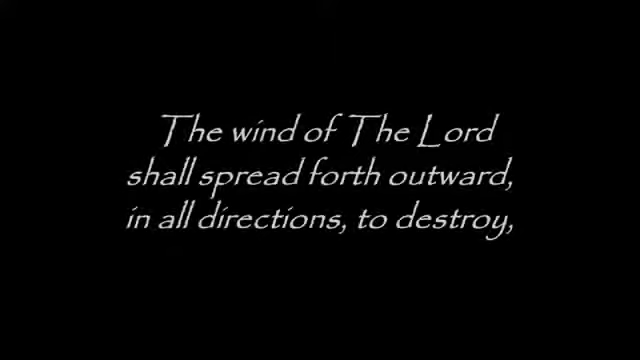 The wind of The Lord
shall spread forth outward,
in all directions, to destroy,